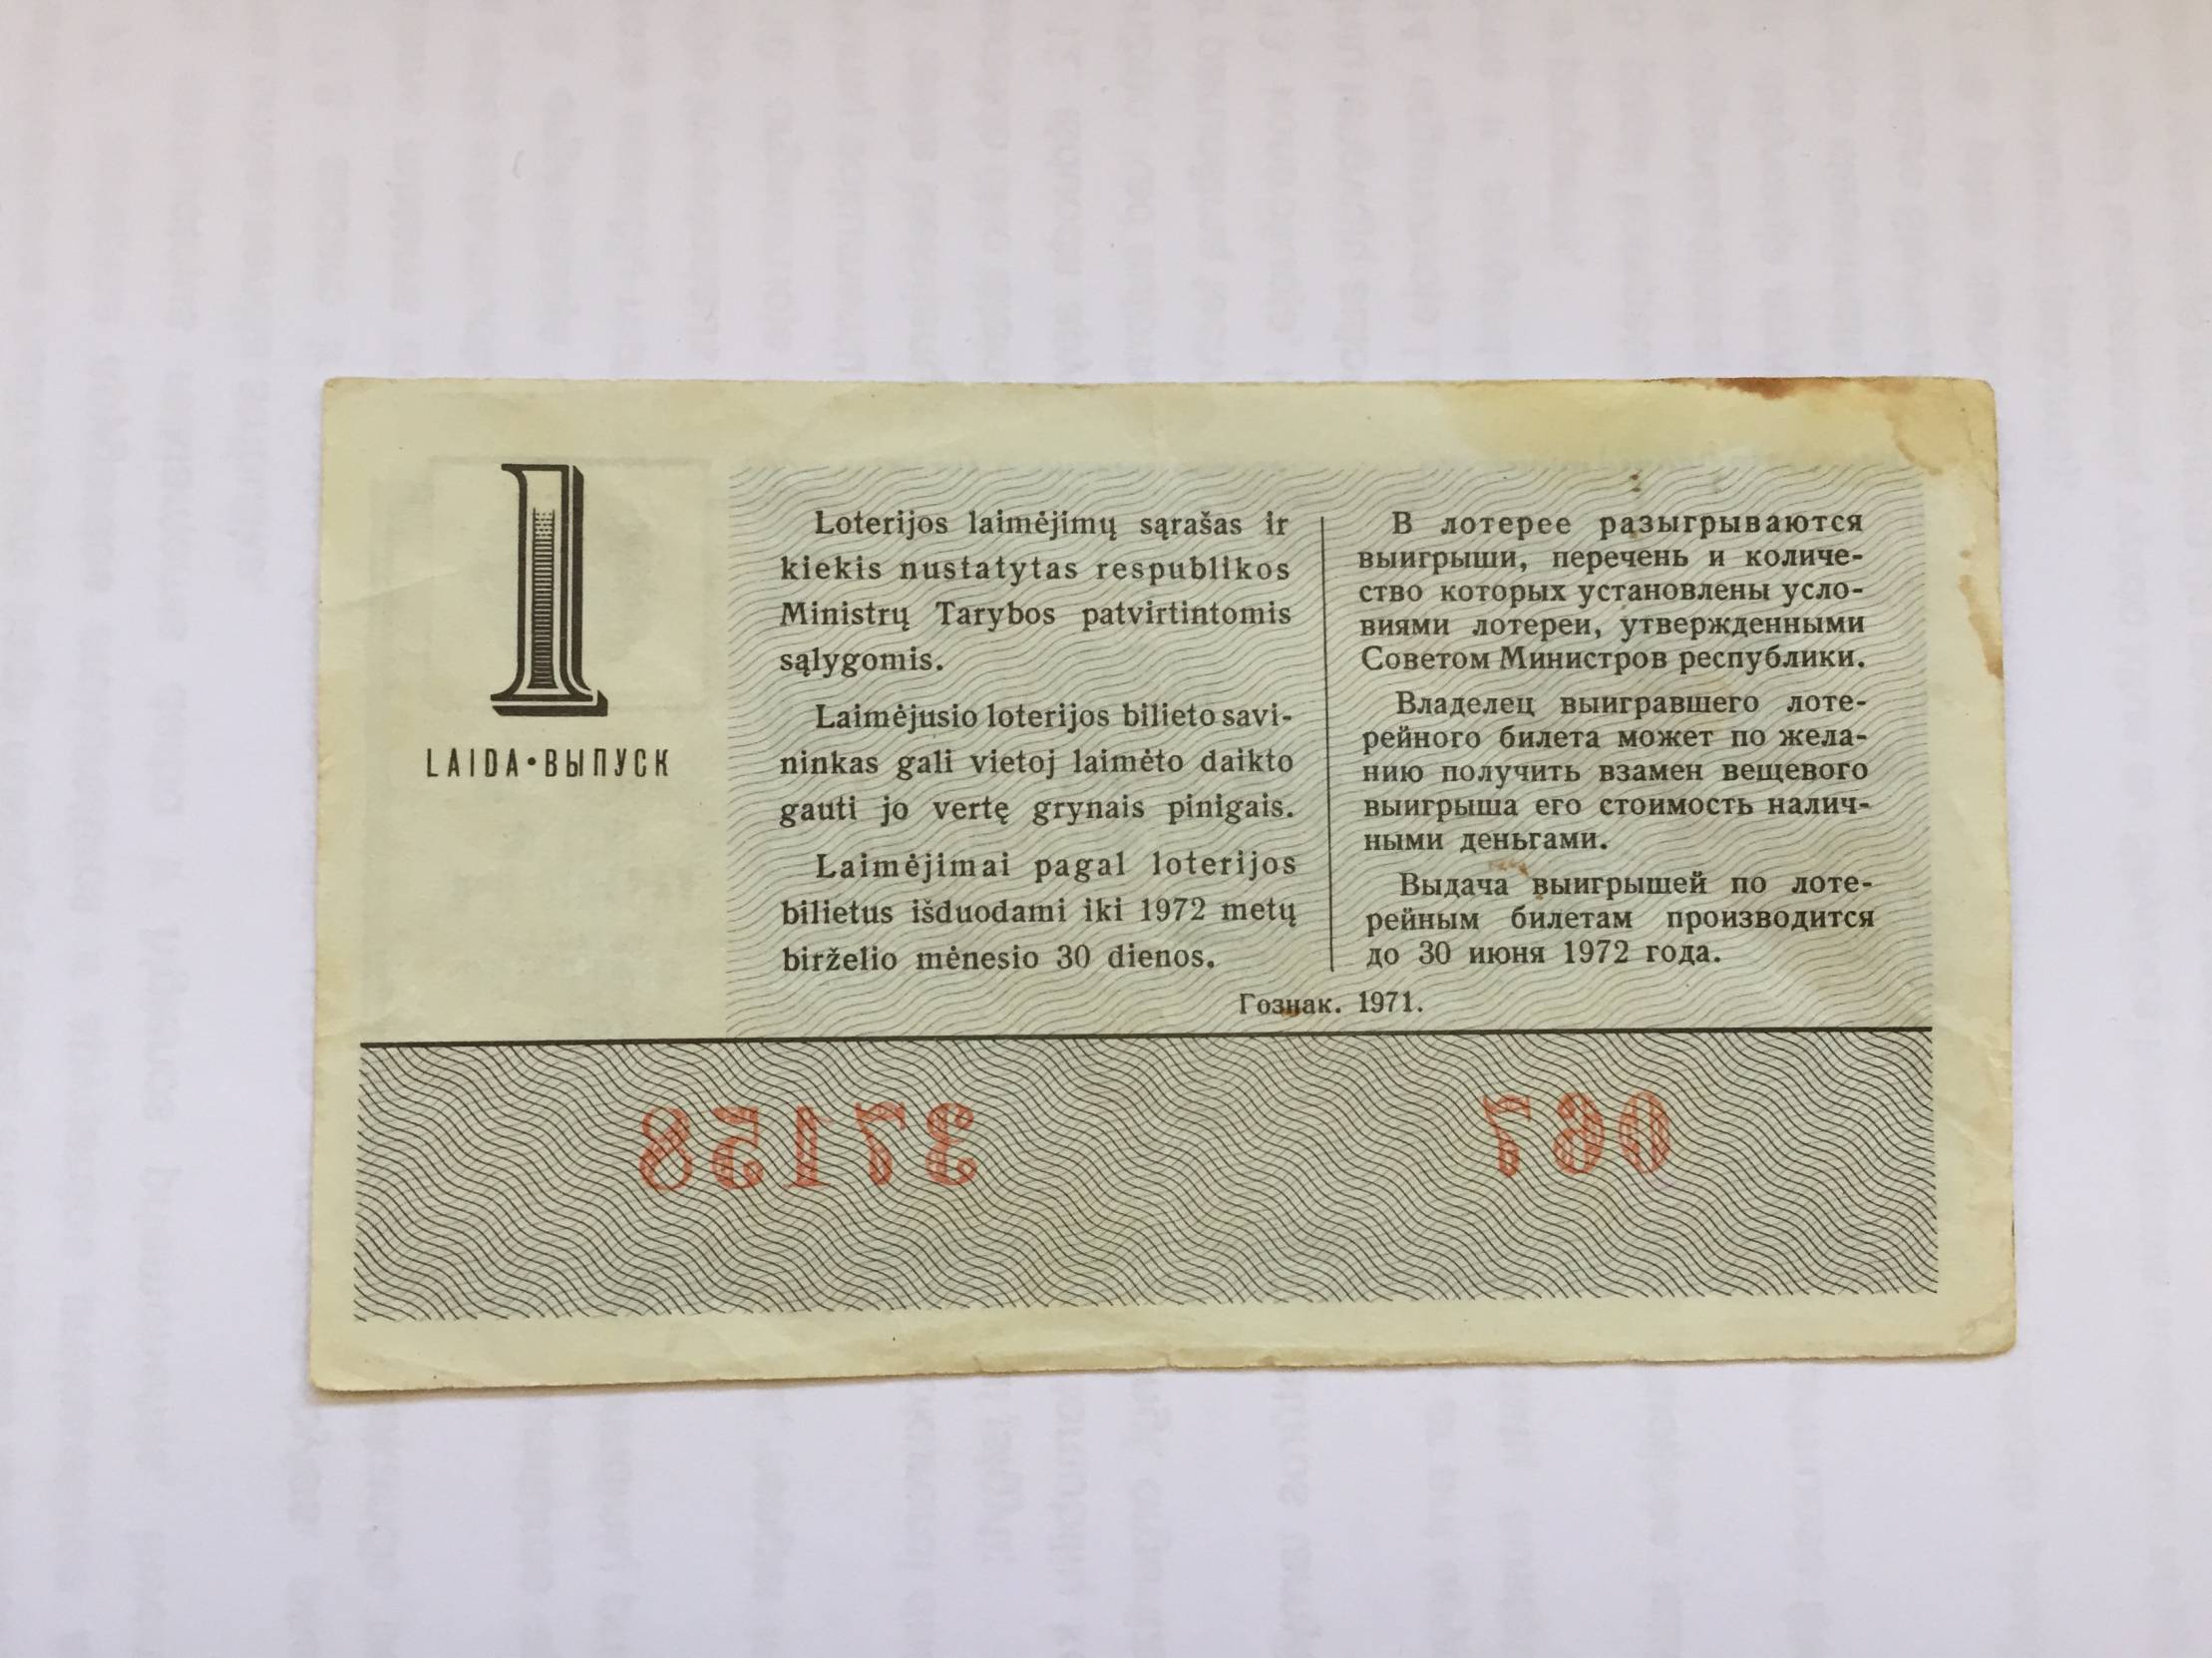 1
LAIDA•ВЫПУСК
Loterijos laimėjimų sąrašas ir
kiekis nustatytas respublikos
Ministrų Tarybos patvirtintomis
sąlygomis.
Laimėjusio loterijos bilieto savi-
ninkas gali vietoj laimėto daikto
gauti jo vertę grynais pinigais.
Laimėjimai pagal loterijos
bilietus išduodami iki 1972 metų
birželio mėnesio 30 dienos.
В лотерее разыгрываются
выигрыши, перечень и количе-
ство которых установлены усло-
виями лотереи, утвержденными
Советом Министров республики.
Владелец выигравшего лоте-
рейного билета может по жела-
нию получить взамен вещевого
выигрыша его стоимость налич-
ными деньгами.
Выдача выигрышей по лоте-
рейным билетам производится
до 30 июня 1972 года.
Гознак. 1971.
37158
067